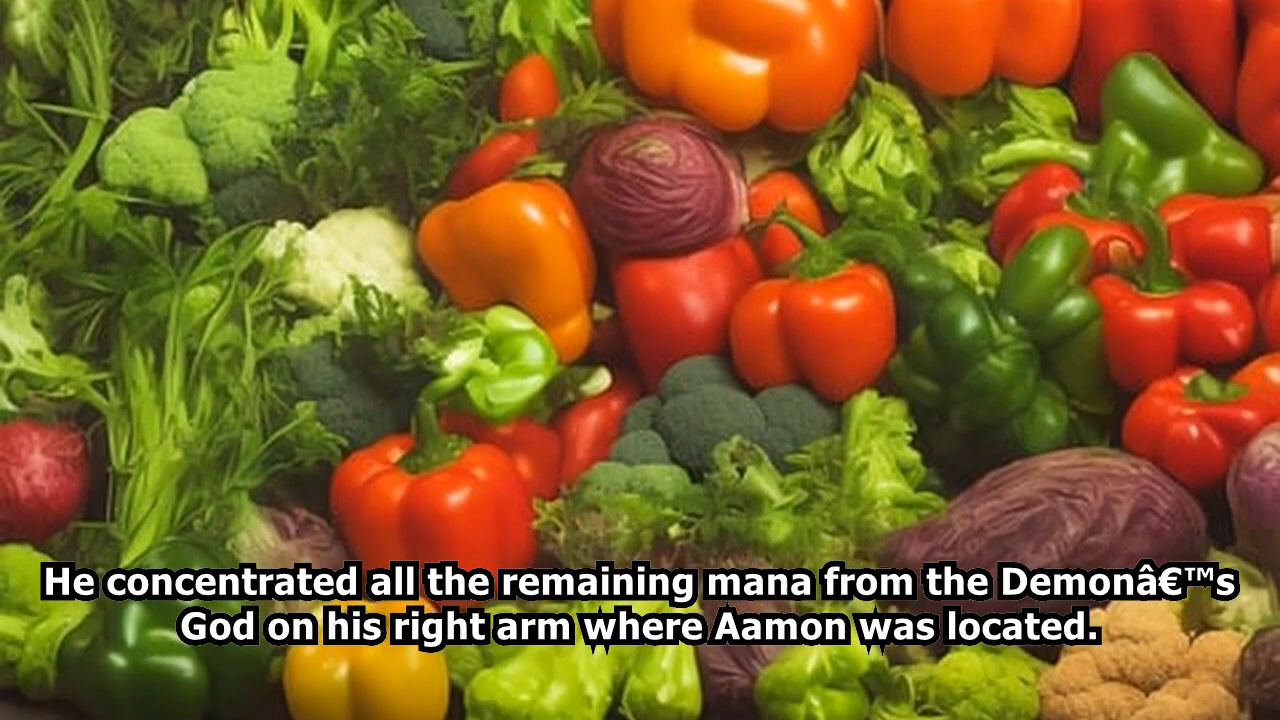 He concentrated all the remaining mana from the Demonâ€™s
God on his right arm where Aamon was located.